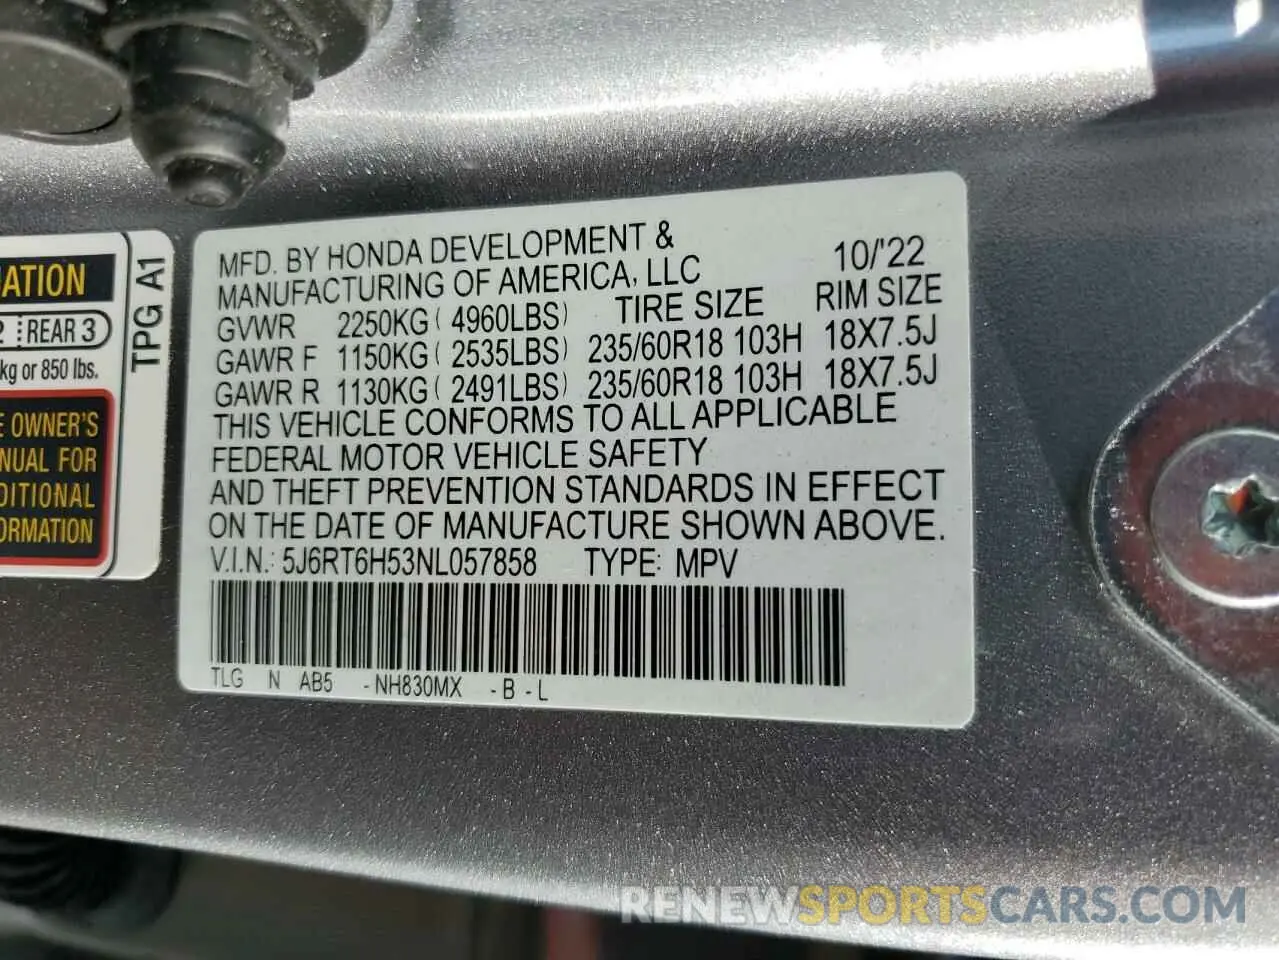 MATION
2 REAR 3
kg or 850 lbs.
OWNER'S
NUAL FOR
DITIONAL
FORMATION
TPG A1
MFD. BY HONDA DEVELOPMENT &
MANUFACTURING OF AMERICA, LLC 10/'22
GVWR 2250KG ( 4960LBS) TIRE SIZE RIM SIZE
GAWR F 1150KG ( 2535LBS) 235/60R18 103H 18X7.5J
GAWR R 1130KG ( 2491LBS) 235/60R18 103H 18X7.5J
THIS VEHICLE CONFORMS TO ALL APPLICABLE
FEDERAL MOTOR VEHICLE SAFETY
AND THEFT PREVENTION STANDARDS IN EFFECT
ON THE DATE OF MANUFACTURE SHOWN ABOVE.
V.I.N.: 5J6RT6H53NL057858 TYPE: MPV
TLG N AB5 -NH830MX -B -L
RENEWSPORTSCARS.COM